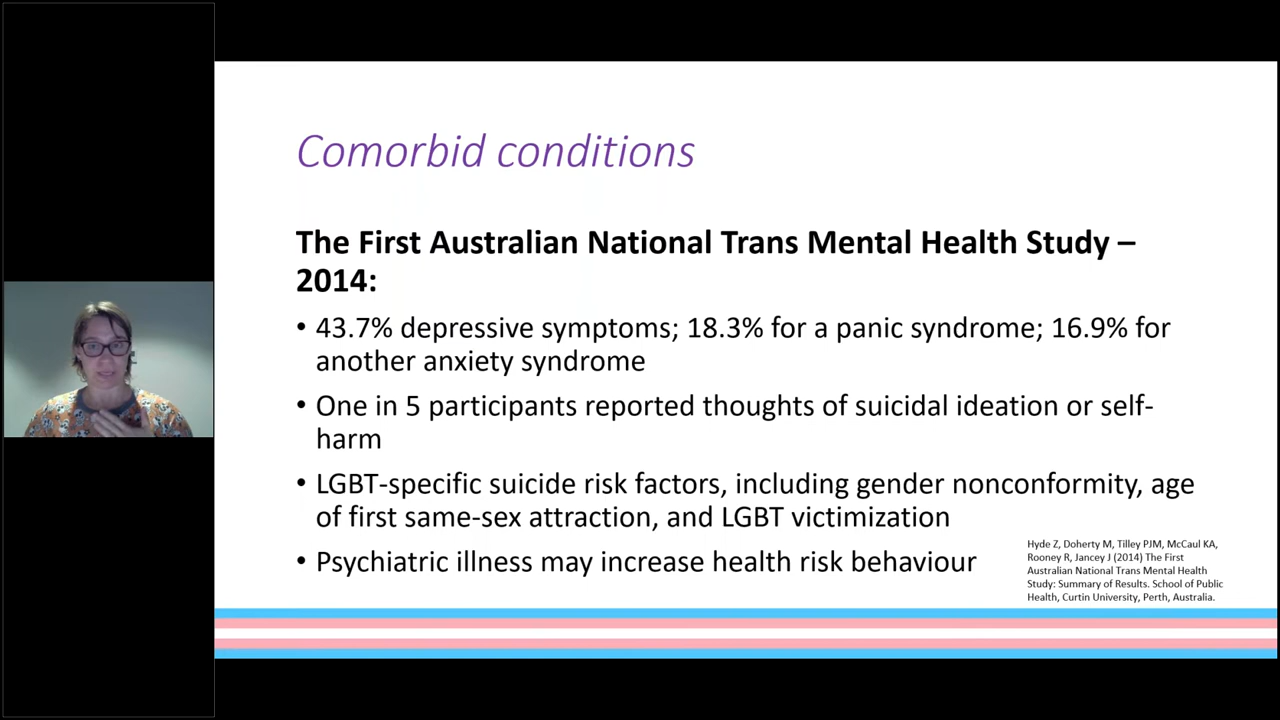 Comorbid conditions
The First Australian National Trans Mental Health Study –
2014:
• 43.7% depressive symptoms; 18.3% for a panic syndrome; 16.9% for
another anxiety syndrome
• One in 5 participants reported thoughts of suicidal ideation or self-
harm
• LGBT-specific suicide risk factors, including gender nonconformity, age
of first same-sex attraction, and LGBT victimization
• Psychiatric illness may increase health risk behaviour
Hyde Z, Doherty M, Tilley PJM, McCaul KA,
Rooney R, Jancey J (2014) The First
Australian National Trans Mental Health
Study: Summary of Results. School of Public
Health, Curtin University, Perth, Australia.